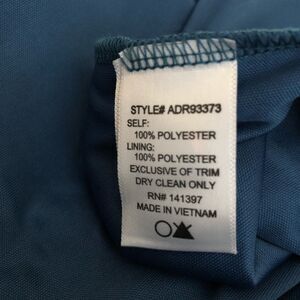 STYLE# ADR93373
SELF:
100% POLYESTER
LINING:
100% POLYESTER
EXCLUSIVE OF TRIM
DRY CLEAN ONLY
RN# 141397
MADE IN VIETNAM